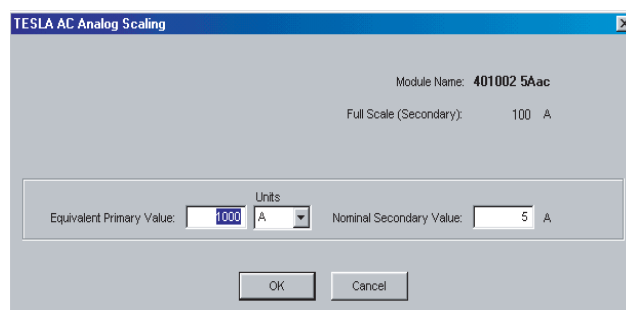 TESLA AC Analog Scaling
Module Name: 401002 5Aac
Full Scale (Secondary): 100 A
Units
Equivalent Primary Value: 1000 A Nominal Secondary Value: 5 A
OK Cancel